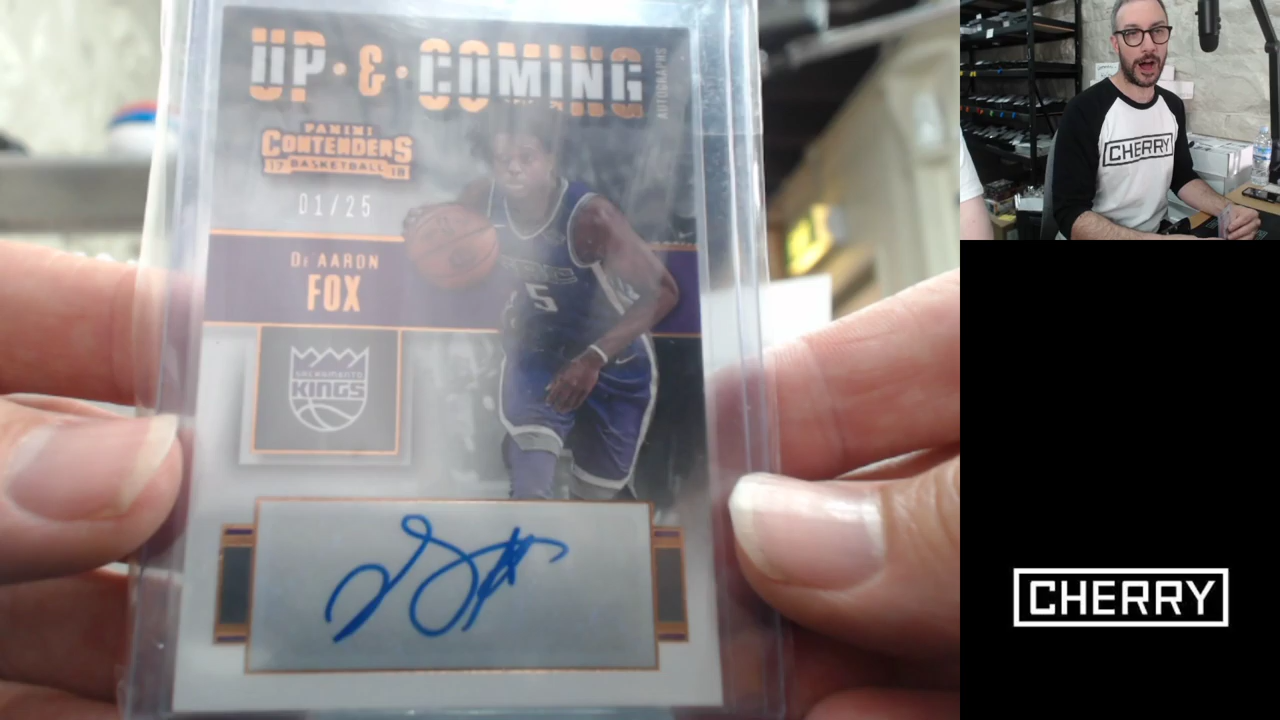 UP & COMING
AUTOGRAPHS
PANINI
CONTENDERS
17 BASKETBALL 18
01/25
De'AARON
FOX
5
SACRAMENTO
KINGS
CHERRY
CHERRY